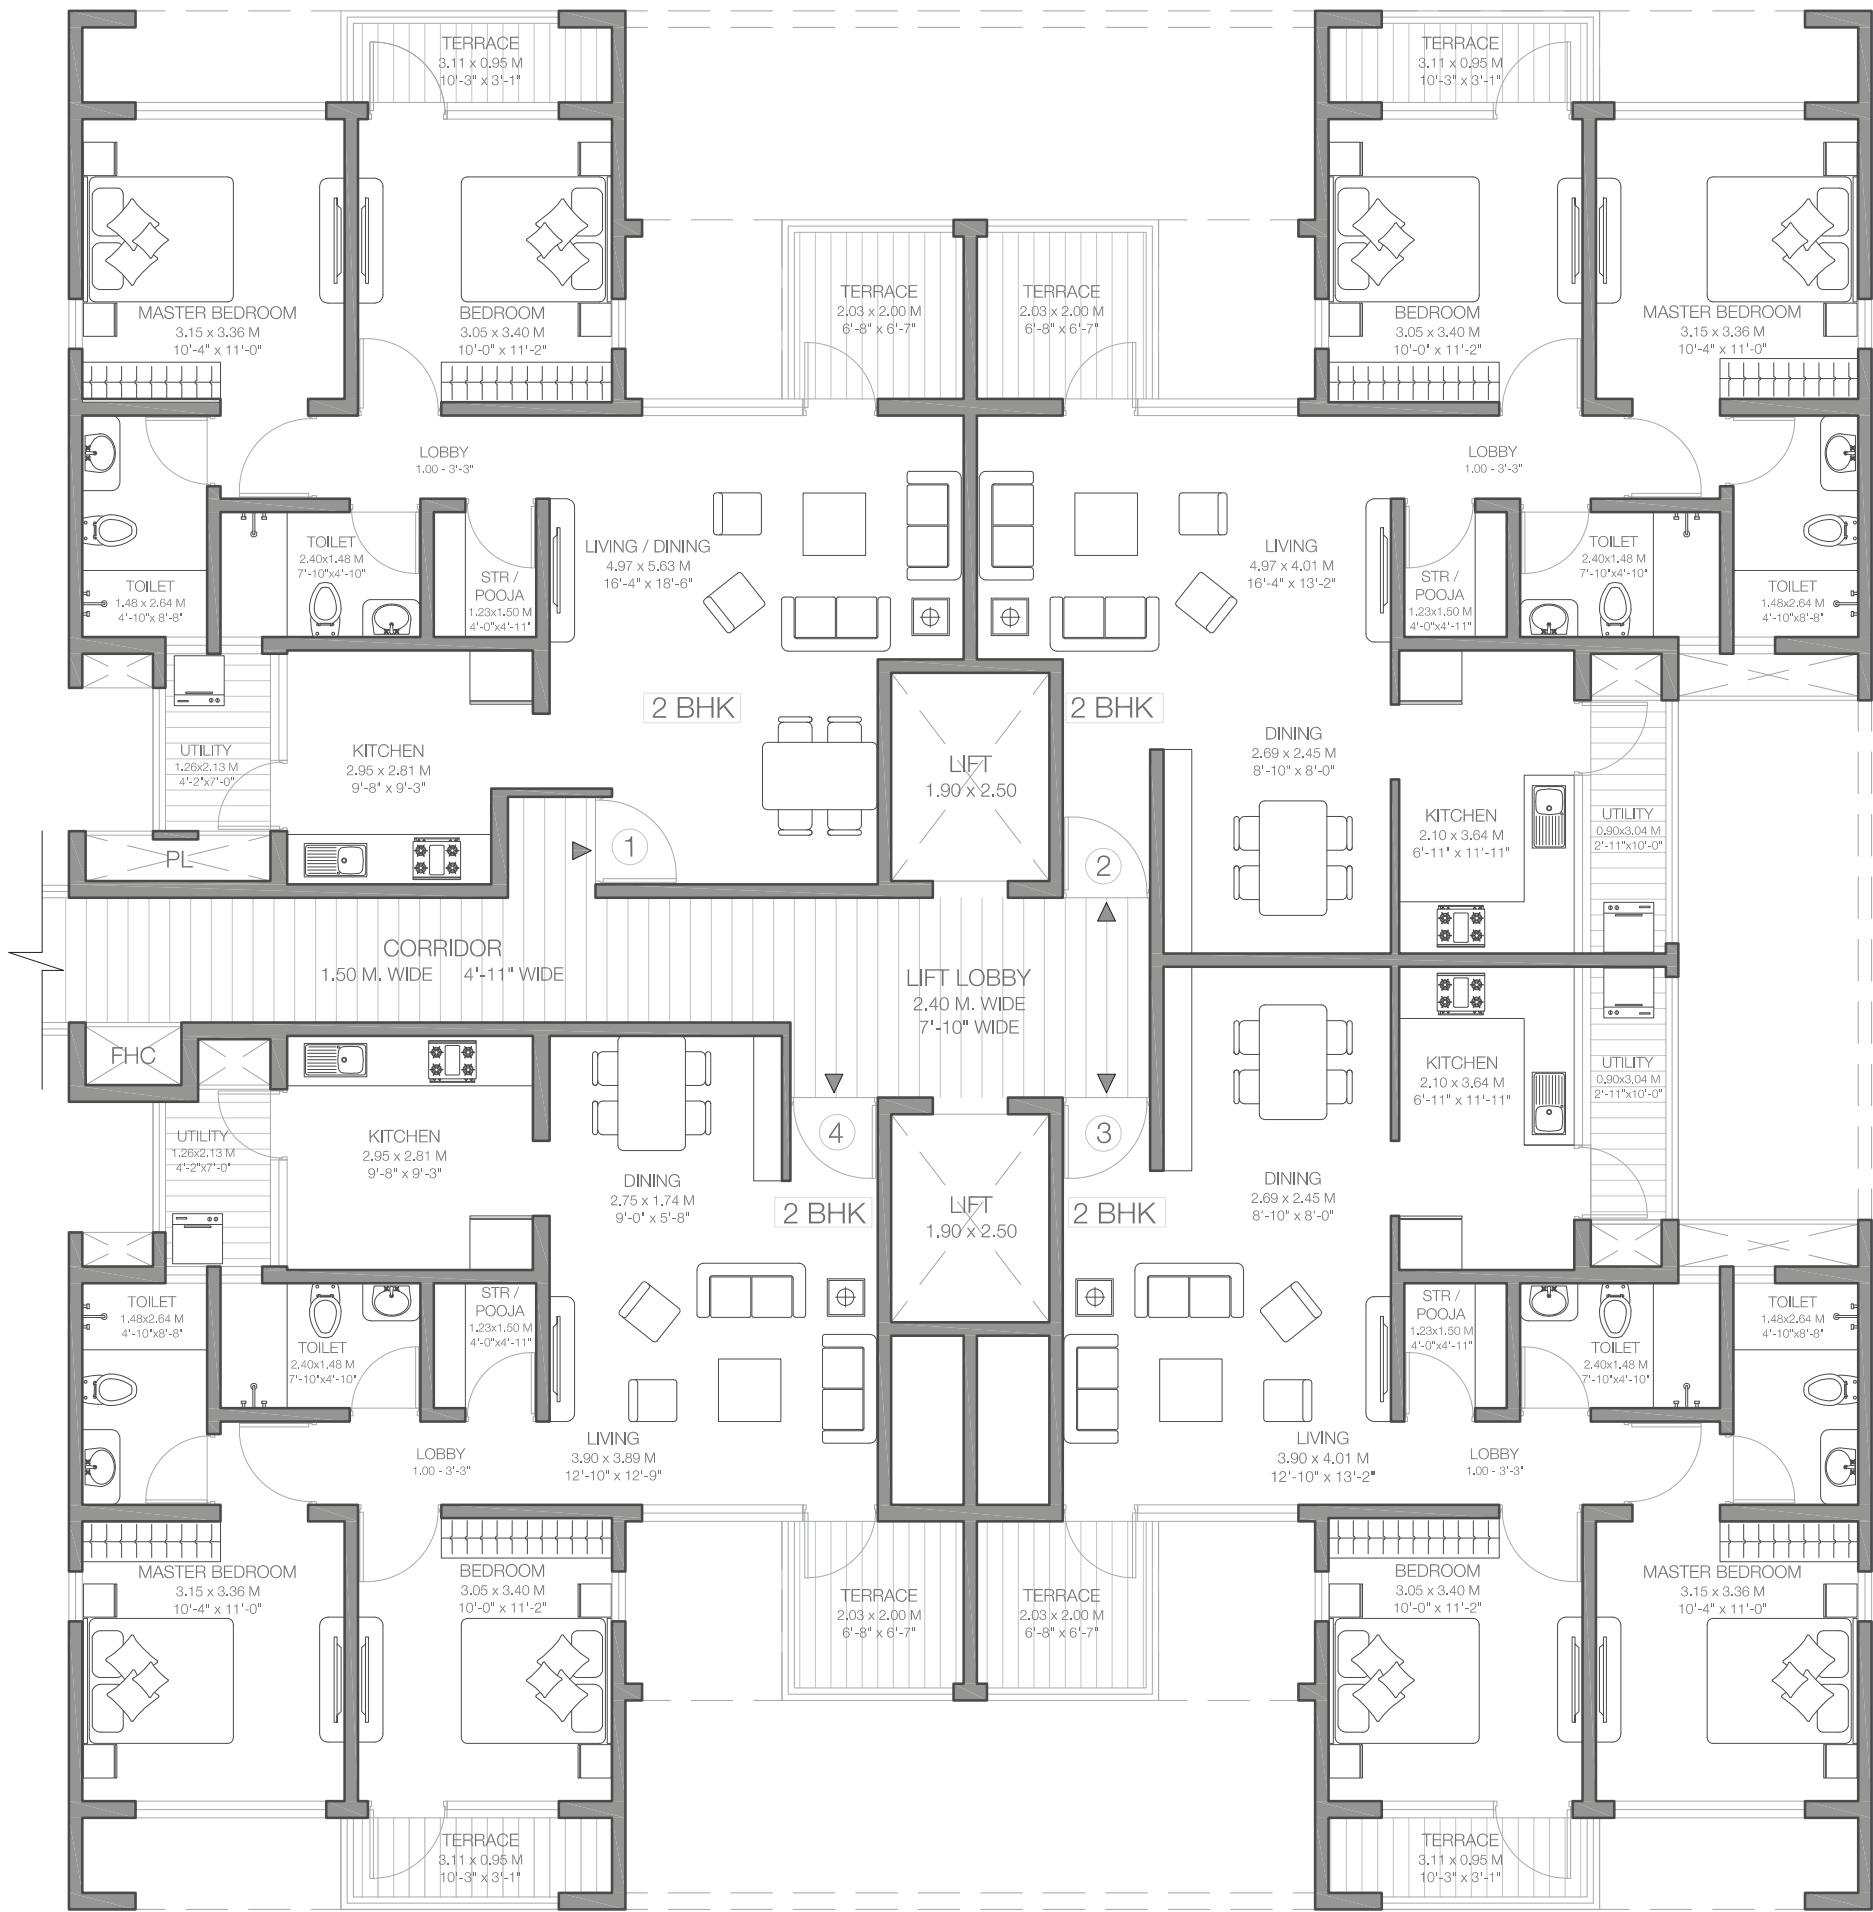 TERRACE
3.11 x 0.95 M
10'-3" x 3'-1"
TERRACE
3.11 x 0.95 M
10'-3" x 3'-1"
MASTER BEDROOM
3.15 x 3.36 M
10'-4" x 11'-0"
BEDROOM
3.05 x 3.40 M
10'-0" x 11'-2"
TERRACE
2.03 x 2.00 M
6'-8" x 6'-7"
TERRACE
2.03 x 2.00 M
6'-8" x 6'-7"
BEDROOM
3.05 x 3.40 M
10'-0" x 11'-2"
MASTER BEDROOM
3.15 x 3.36 M
10'-4" x 11'-0"
LOBBY
1.00 - 3'-3"
LOBBY
1.00 - 3'-3"
TOILET
1.48 x 2.64 M
4'-10"x 8'-8"
TOILET
2.40x1.48 M
7'-10"x4'-10"
STR /
POOJA
1.23x1.50 M
4'-0"x4'-11"
LIVING / DINING
4.97 x 5.63 M
16'-4" x 18'-6"
LIVING
4.97 x 4.01 M
16'-4" x 13'-2"
STR /
POOJA
1.23x1.50 M
4'-0"x4'-11"
TOILET
2.40x1.48 M
7'-10"x4'-10"
TOILET
1.48x2.64 M
4'-10"x8'-8"
2 BHK
2 BHK
UTILITY
1.26x2.13 M
4'-2"x7'-0"
KITCHEN
2.95 x 2.81 M
9'-8" x 9'-3"
LIFT
1.90 x 2.50
DINING
2.69 x 2.45 M
8'-10" x 8'-0"
KITCHEN
2.10 x 3.64 M
6'-11" x 11'-11"
UTILITY
0.90x3.04 M
2'-11"x10'-0"
PL
1
2
CORRIDOR
1.50 M. WIDE 4'-11" WIDE
LIFT LOBBY
2.40 M. WIDE
7'-10" WIDE
FHC
KITCHEN
2.10 x 3.64 M
6'-11" x 11'-11"
UTILITY
0.90x3.04 M
2'-11"x10'-0"
UTILITY
1.26x2.13 M
4'-2"x7'-0"
KITCHEN
2.95 x 2.81 M
9'-8" x 9'-3"
4
3
DINING
2.75 x 1.74 M
9'-0" x 5'-8"
2 BHK
LIFT
1.90 x 2.50
2 BHK
DINING
2.69 x 2.45 M
8'-10" x 8'-0"
TOILET
1.48x2.64 M
4'-10"x8'-8"
TOILET
2.40x1.48 M
7'-10"x4'-10"
STR /
POOJA
1.23x1.50 M
4'-0"x4'-11"
STR /
POOJA
1.23x1.50 M
4'-0"x4'-11"
TOILET
2.40x1.48 M
7'-10"x4'-10"
TOILET
1.48x2.64 M
4'-10"x8'-8"
LOBBY
1.00 - 3'-3"
LIVING
3.90 x 3.89 M
12'-10" x 12'-9"
LIVING
3.90 x 4.01 M
12'-10" x 13'-2"
LOBBY
1.00 - 3'-3"
MASTER BEDROOM
3.15 x 3.36 M
10'-4" x 11'-0"
BEDROOM
3.05 x 3.40 M
10'-0" x 11'-2"
TERRACE
2.03 x 2.00 M
6'-8" x 6'-7"
TERRACE
2.03 x 2.00 M
6'-8" x 6'-7"
BEDROOM
3.05 x 3.40 M
10'-0" x 11'-2"
MASTER BEDROOM
3.15 x 3.36 M
10'-4" x 11'-0"
TERRACE
3.11 x 0.95 M
10'-3" x 3'-1"
TERRACE
3.11 x 0.95 M
10'-3" x 3'-1"